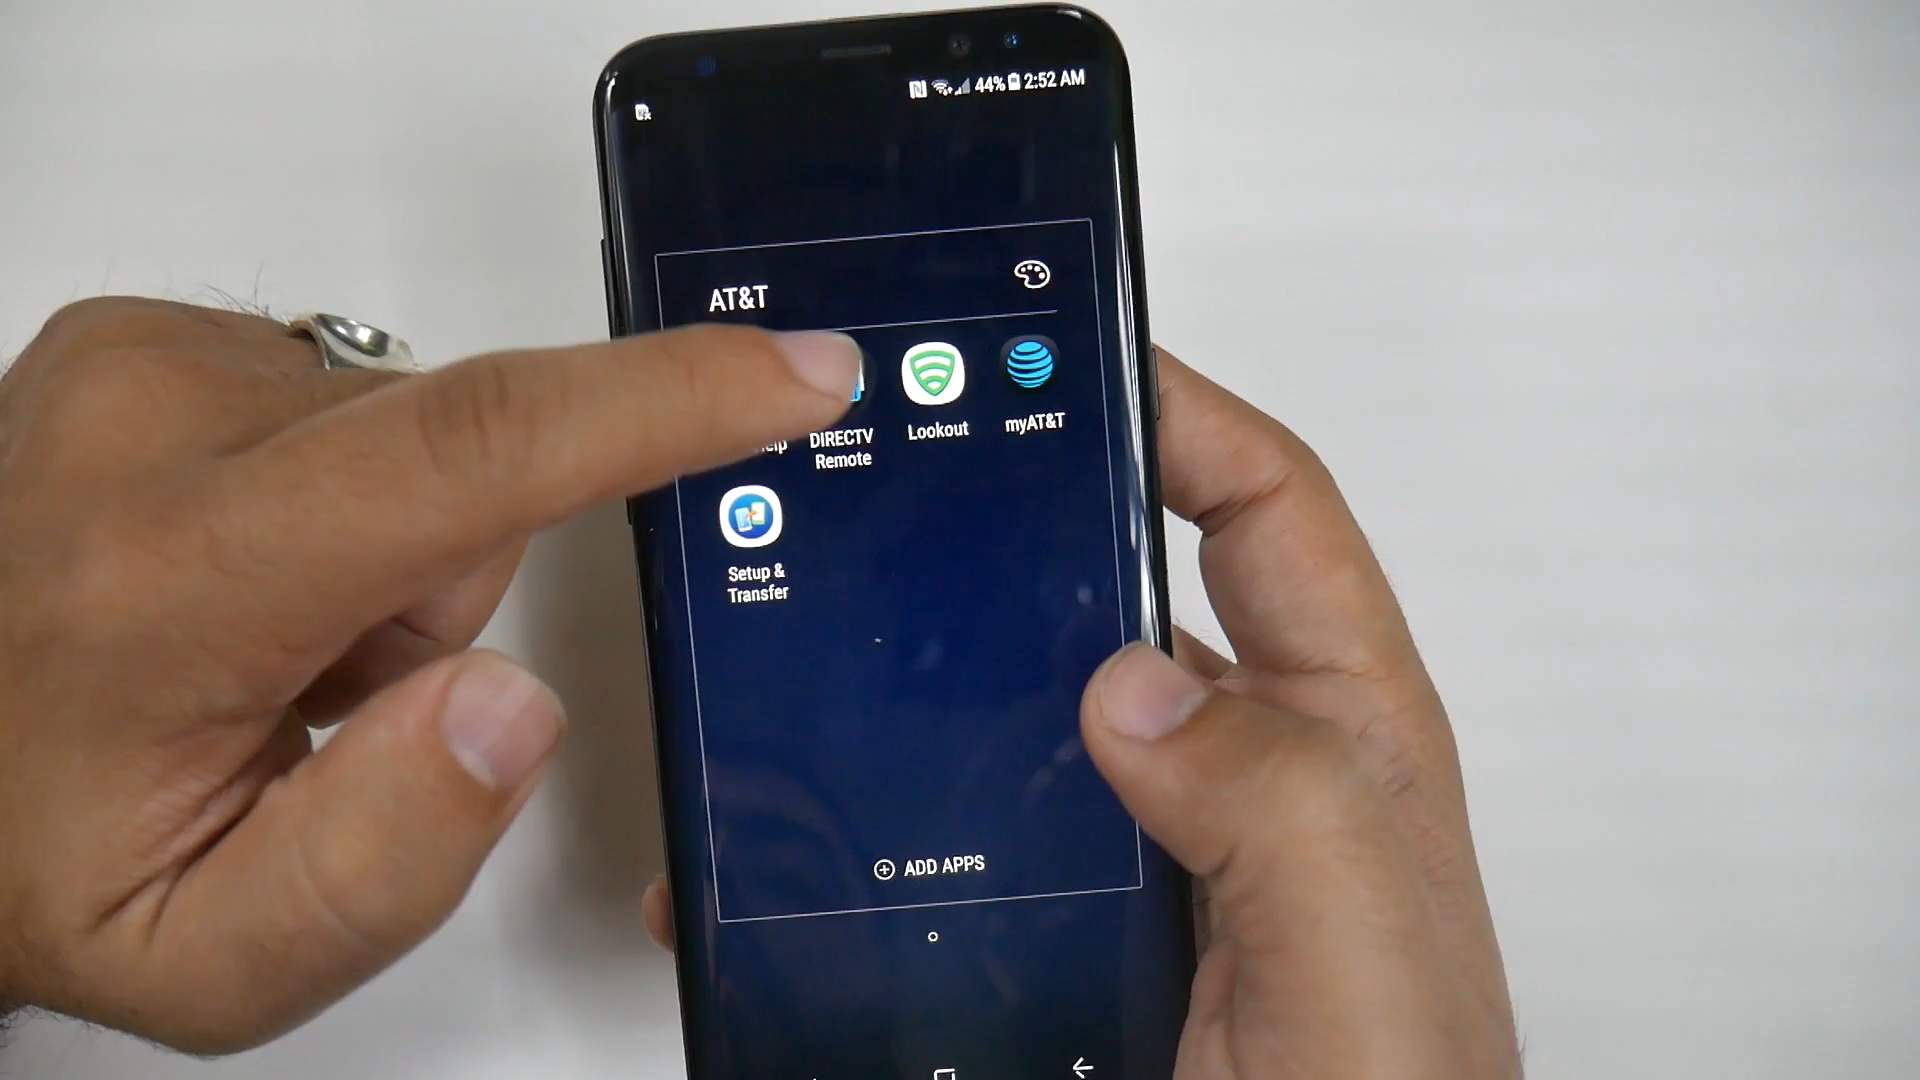 44% 2:52 AM
AT&T
DIRECTV
Remote
Lookout
myAT&T
Setup &
Transfer
ADD APPS